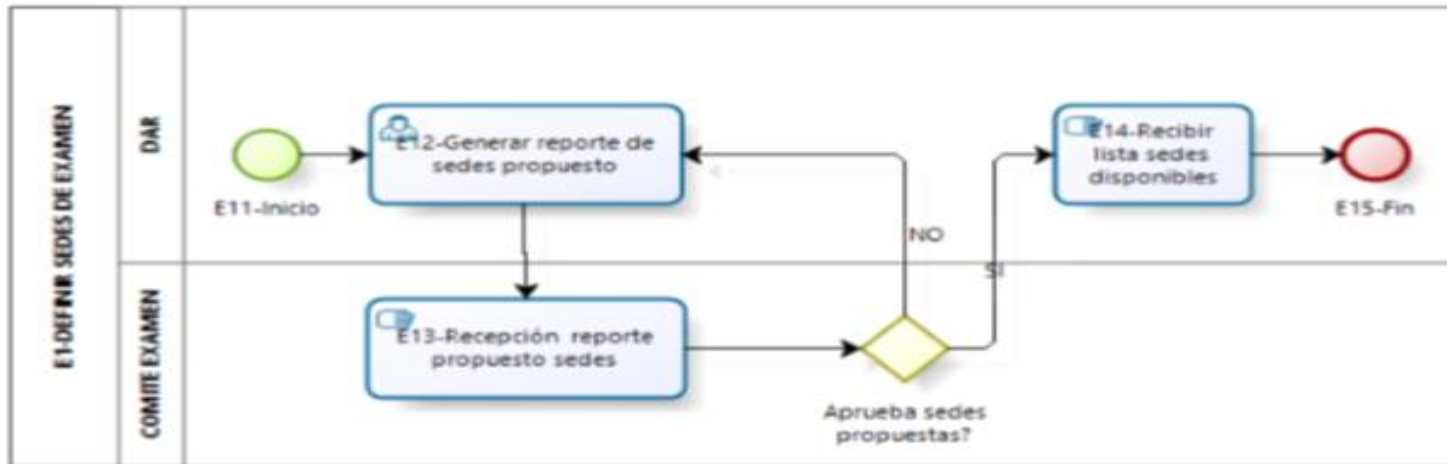 E1-DEFINIR SEDES DE EXAMEN
DAR
E11-Inicio
E12-Generar reporte de
sedes propuesto
E14-Recibir
lista sedes
disponibles
E15-Fin
NO
SI
COMITE EXAMEN
E13-Recepción reporte
propuesto sedes
Aprueba sedes
propuestas?